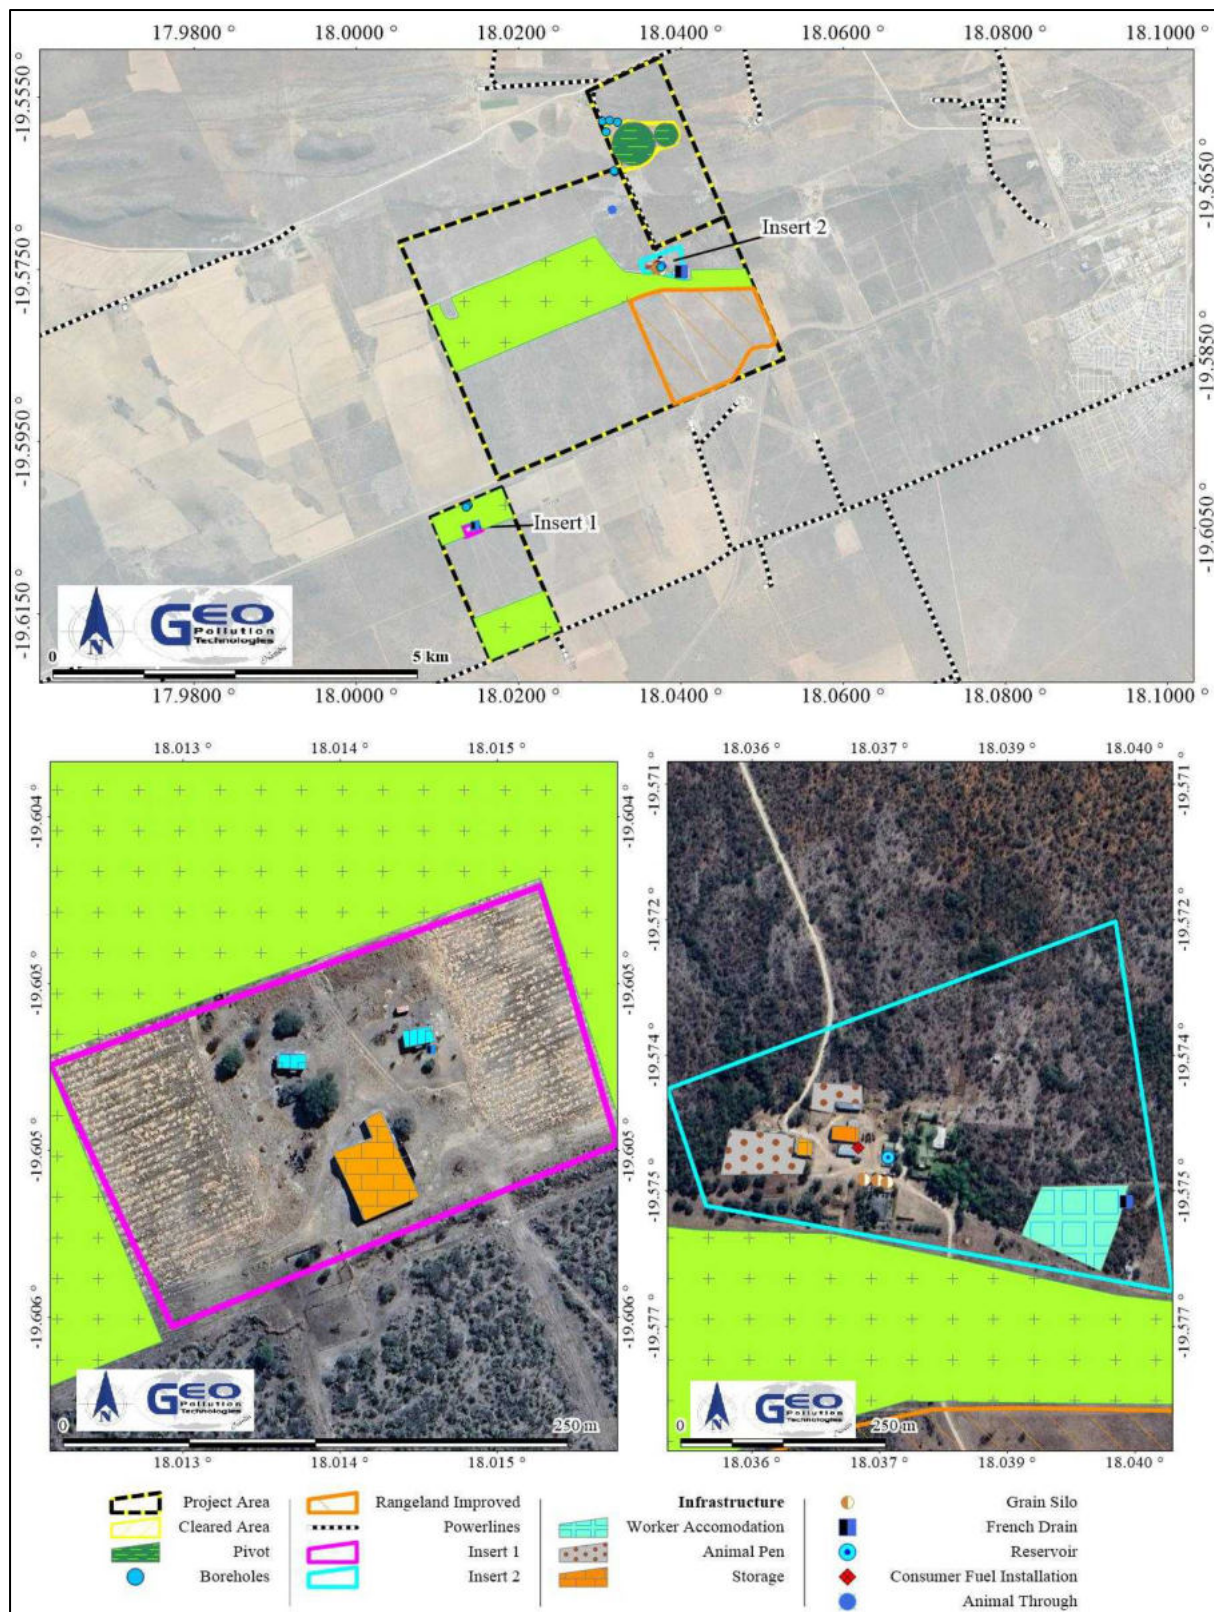 17.9800 ° 18.0000 ° 18.0200 ° 18.0400 ° 18.0600 ° 18.0800 ° 18.1000 °
-19.5550
-19.5650
-19.5750
-19.5850
-19.5950
-19.6050
-19.6150
Insert 2
Insert 1
N
GEO
Pollution
Technologies
0 5 km
17.9800 ° 18.0000 ° 18.0200 ° 18.0400 ° 18.0600 ° 18.0800 ° 18.1000 °
18.013 ° 18.014 ° 18.015 °
-19.604 °
-19.605 °
-19.605 °
-19.606 °
N
GEO
Pollution
Technologies
0 250 m
18.013 ° 18.014 ° 18.015 °
18.036 ° 18.037 ° 18.039 ° 18.040 °
-19.571 °
-19.572 °
-19.574 °
-19.575 °
-19.577 °
N
GEO
Pollution
Technologies
0 250 m
18.036 ° 18.037 ° 18.039 ° 18.040 °
Project Area
Cleared Area
Pivot
Boreholes
Rangeland Improved
Powerlines
Insert 1
Insert 2
Infrastructure
Worker Accomodation
Animal Pen
Storage
Grain Silo
French Drain
Reservoir
Consumer Fuel Installation
Animal Through